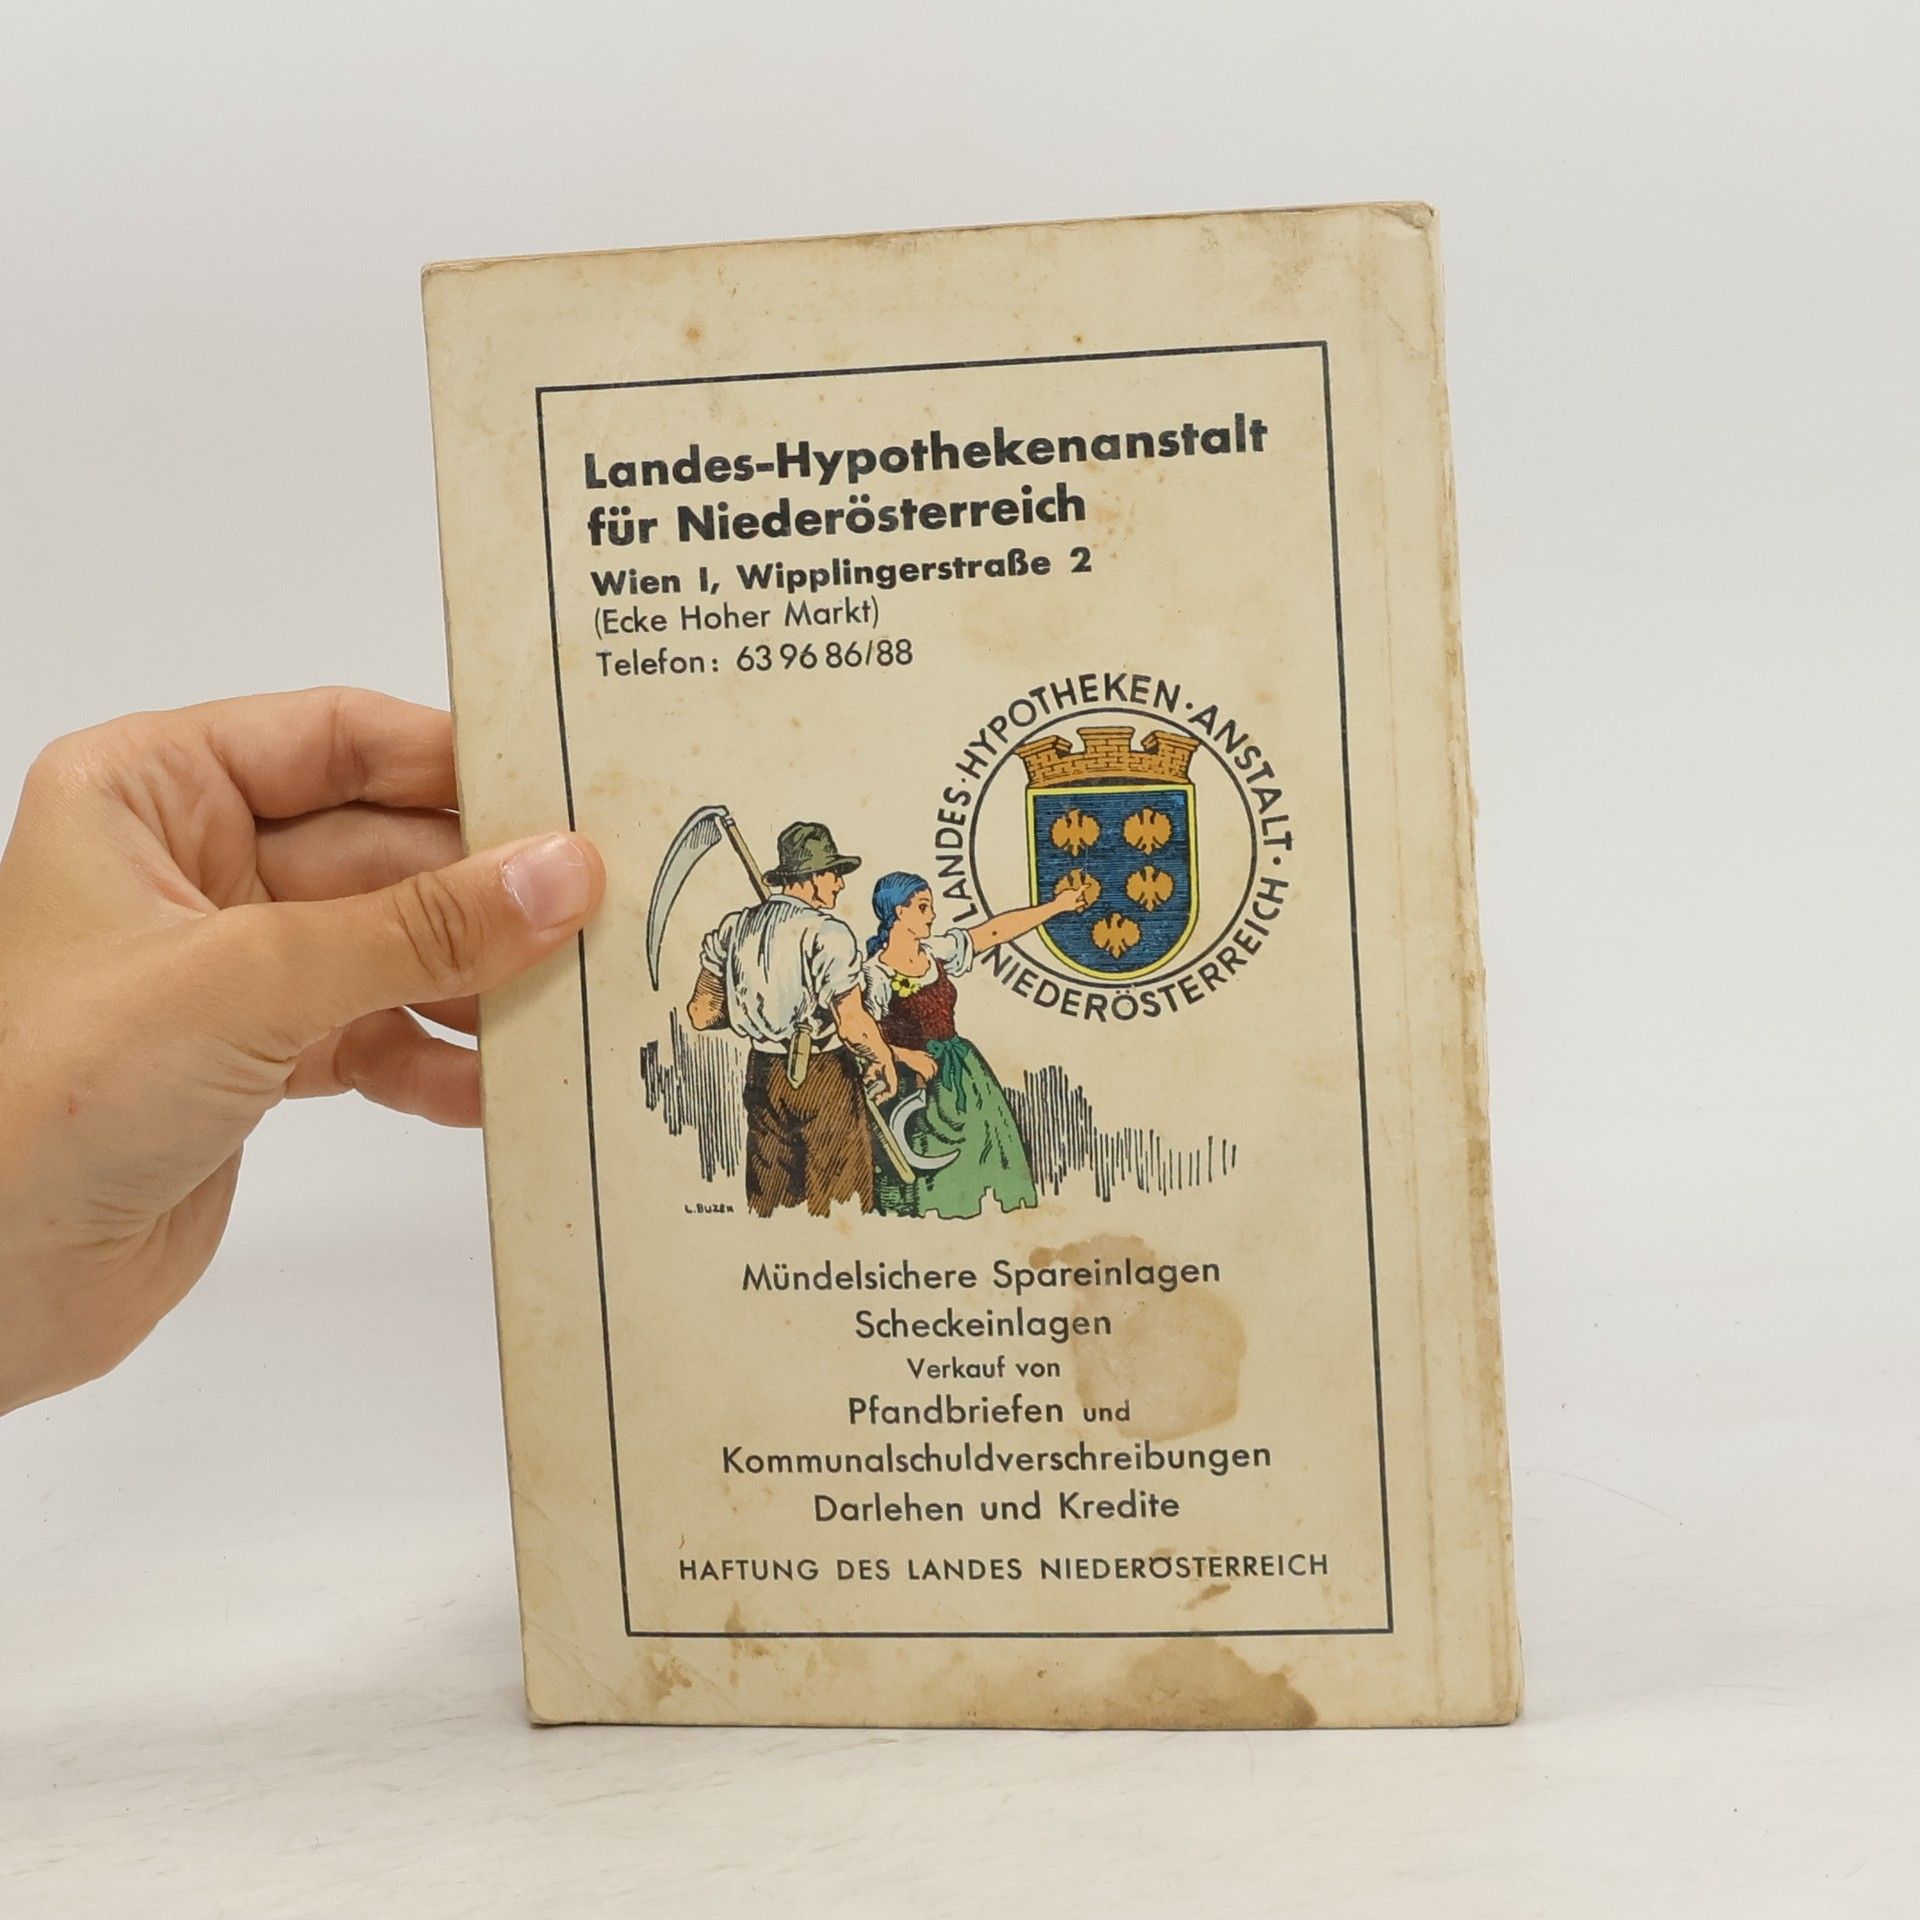 Landes-Hypothekenanstalt
für Niederösterreich
Wien I, Wipplingerstraße 2
(Ecke Hoher Markt)
Telefon: 63 96 86/88
LANDES·HYPOTHEKEN·ANSTALT·
NIEDERÖSTERREICH
L.BUZEK
Mündelsichere Spareinlagen
Scheckeinlagen
Verkauf von
Pfandbriefen und
Kommunalschuldverschreibungen
Darlehen und Kredite
HAFTUNG DES LANDES NIEDERÖSTERREICH